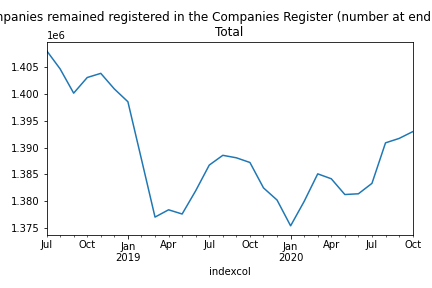 mpanies remained registered in the Companies Register (number at end
Total
1e6
1.405
1.400
1.395
1.390
1.385
1.380
1.375
Jul Oct Jan Apr Jul Oct Jan Apr Jul Oct
2019 2020
indexcol